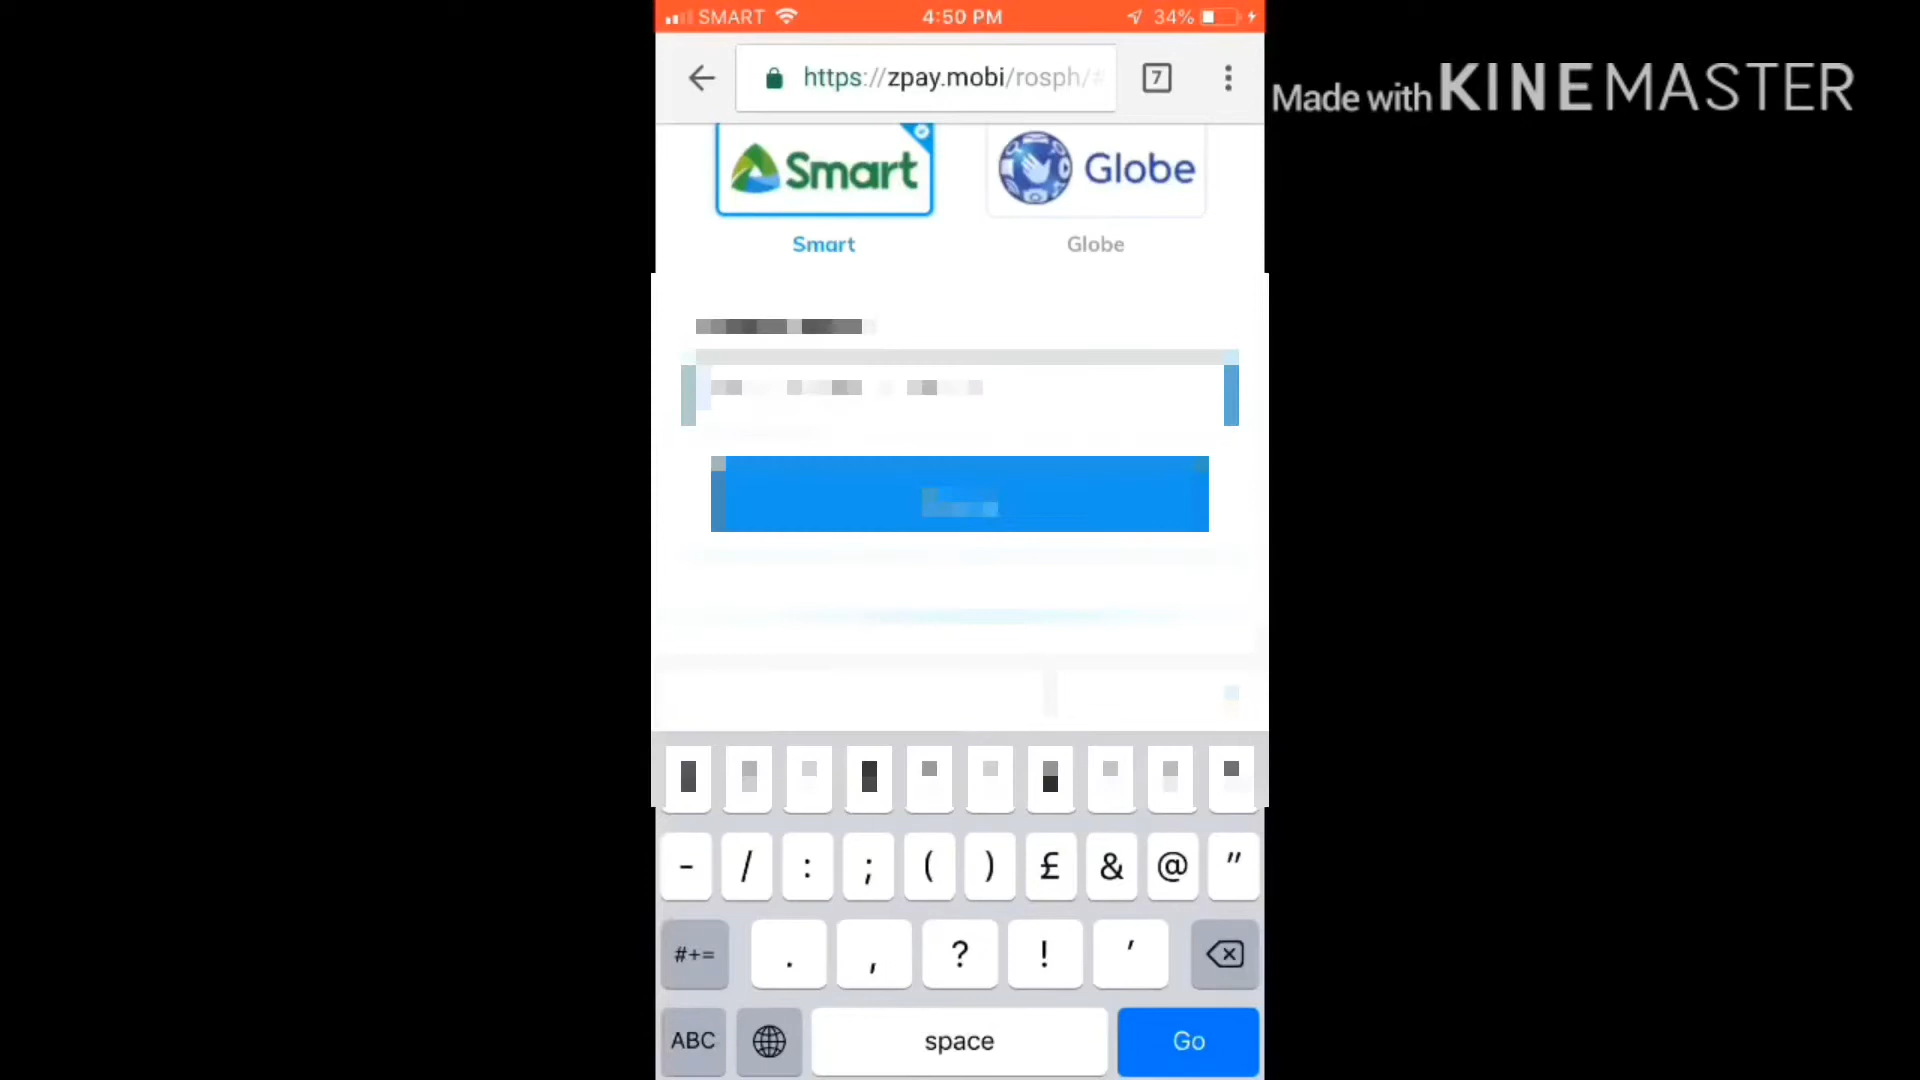 SMART 4:50 PM 34%
https://zpay.mobi/rosph/#
7
Made with KINEMASTER
Smart Globe
Smart Globe
- / : ; ( ) £ & @ "
#+= . , ? ! '
ABC space Go